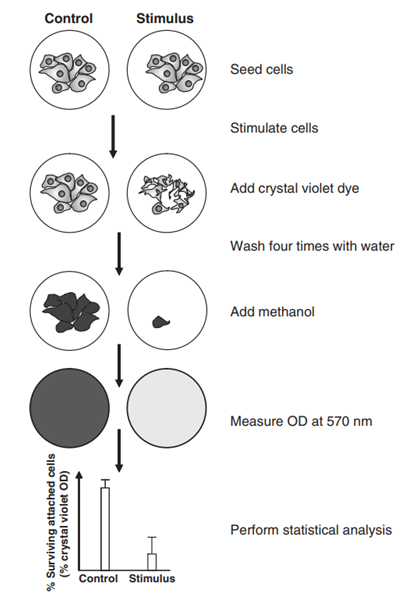 Control Stimulus
Seed cells
Stimulate cells
Add crystal violet dye
Wash four times with water
Add methanol
Measure OD at 570 nm
% Surviving attached cells
(% crystal violet OD)
Perform statistical analysis
Control Stimulus